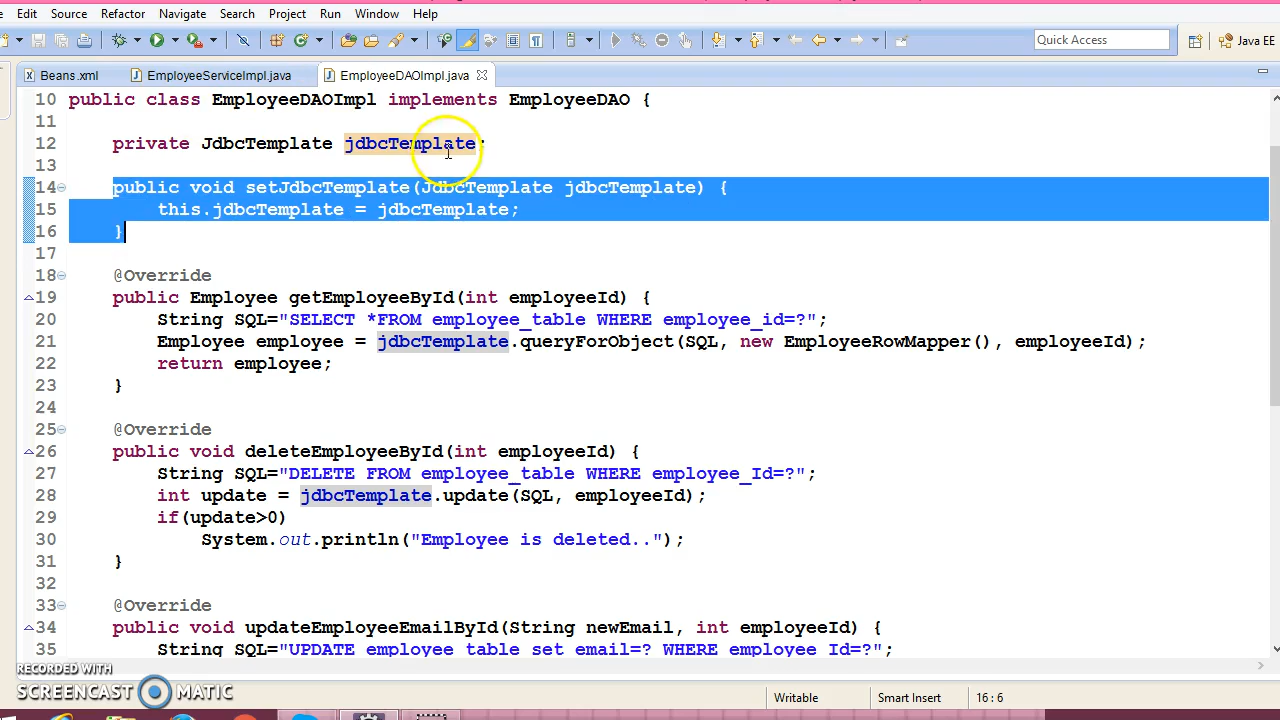 Edit Source Refactor Navigate Search Project Run Window Help
Quick Access Java EE
Beans.xml EmployeeServiceImpl.java EmployeeDAOImpl.java
10 public class EmployeeDAOImpl implements EmployeeDAO {
11
12 private JdbcTemplate jdbcTemplate;
13
14 public void setJdbcTemplate(JdbcTemplate jdbcTemplate) {
15 this.jdbcTemplate = jdbcTemplate;
16 }
17
18 @Override
19 public Employee getEmployeeById(int employeeId) {
20 String SQL="SELECT *FROM employee_table WHERE employee_id=?";
21 Employee employee = jdbcTemplate.queryForObject(SQL, new EmployeeRowMapper(), employeeId);
22 return employee;
23 }
24
25 @Override
26 public void deleteEmployeeById(int employeeId) {
27 String SQL="DELETE FROM employee_table WHERE employee_Id=?";
28 int update = jdbcTemplate.update(SQL, employeeId);
29 if(update>0)
30 System.out.println("Employee is deleted..");
31 }
32
33 @Override
34 public void updateEmployeeEmailById(String newEmail, int employeeId) {
35 String SQL="UPDATE employee_table set email=? WHERE employee_Id=?";
RECORDED WITH
SCREENCAST MATIC
Writable Smart Insert 16 : 6